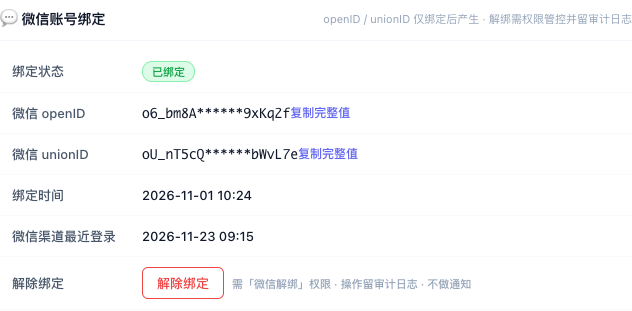 💬 微信账号绑定 openID / unionID 仅绑定后产生 · 解绑需权限管控并留审计日志
绑定状态 已绑定
微信 openID o6_bm8A******9xKqZf复制完整值
微信 unionID oU_nT5cQ******bWvL7e复制完整值
绑定时间 2026-11-01 10:24
微信渠道最近登录 2026-11-23 09:15
解除绑定 解除绑定 需「微信解绑」权限 · 操作留审计日志 · 不做通知